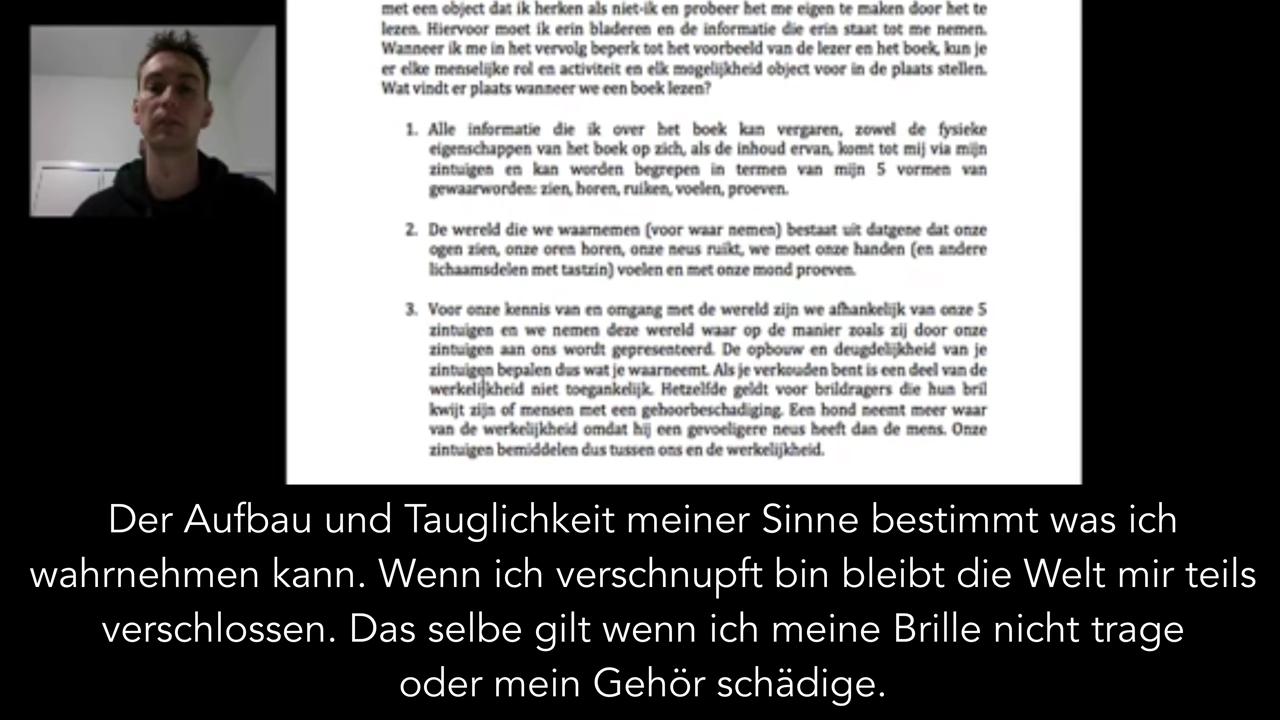 met een object dat ik herken als niet-ik en probeer het me eigen te maken door het te
lezen. Hiervoor moet ik erin bladeren en de informatie die erin staat tot me nemen.
Wanneer ik me in het vervolg beperk tot het voorbeeld van de lezer en het boek, kun je
er elke menselijke rol en activiteit en elk mogelijkheid object voor in de plaats stellen.
Wat vindt er plaats wanneer we een boek lezen?
1. Alle informatie die ik over het boek kan vergaren, zowel de fysieke
eigenschappen van het boek op zich, als de inhoud ervan, komt tot mij via mijn
zintuigen en kan worden begrepen in termen van mijn 5 vormen van
gewaarworden: zien, horen, ruiken, voelen, proeven.
2. De wereld die we waarnemen (voor waar nemen) bestaat uit datgene dat onze
ogen zien, onze oren horen, onze neus ruikt, we moet onze handen (en andere
lichaamsdelen met tastzin) voelen en met onze mond proeven.
3. Voor onze kennis van en omgang met de wereld zijn we afhankelijk van onze 5
zintuigen en we nemen deze wereld waar op de manier zoals zij door onze
zintuigen aan ons wordt gepresenteerd. De opbouw en deugdelijkheid van je
zintuigen bepalen dus wat je waarneemt. Als je verkouden bent is een deel van de
werkelijkheid niet toegankelijk. Hetzelfde geldt voor brildragers die hun bril
kwijt zijn of mensen met een gehoorbeschadiging. Een hond neemt meer waar
van de werkelijkheid omdat hij een gevoeligere neus heeft dan de mens. Onze
zintuigen bemiddelen dus tussen ons en de werkelijkheid.
Der Aufbau und Tauglichkeit meiner Sinne bestimmt was ich
wahrnehmen kann. Wenn ich verschnupft bin bleibt die Welt mir teils
verschlossen. Das selbe gilt wenn ich meine Brille nicht trage
oder mein Gehör schädige.